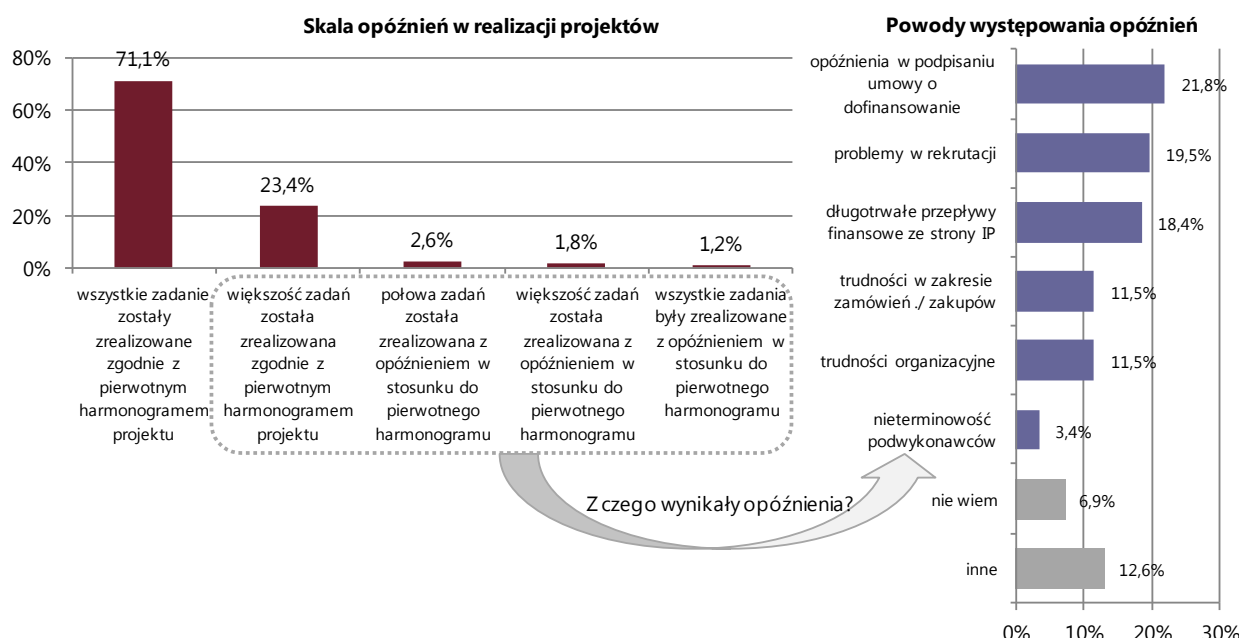 Skala opóźnień w realizacji projektów
80%
60%
40%
20%
0%
71,1%
23,4%
2,6%
1,8%
1,2%
wszystkie zadanie
zostały
zrealizowane
zgodnie z
pierwotnym
harmonogramem
projektu
większość zadań
została
zrealizowana
zgodnie z
pierwotnym
harmonogramem
projektu
połowa zadań
została
zrealizowana z
opóźnieniem w
stosunku do
pierwotnego
harmonogramu
większość zadań
została
zrealizowana z
opóźnieniem w
stosunku do
pierwotnego
harmonogramu
wszystkie zadania
były zrealizowane
z opóźnieniem w
stosunku do
pierwotnego
harmonogramu
Z czego wynikały opóźnienia?
Powody występowania opóźnień
opóźnienia w podpisaniu
umowy o
dofinansowanie
21,8%
problemy w rekrutacji
19,5%
długotrwałe przepływy
finansowe ze strony IP
18,4%
trudności w zakresie
zamówień ./ zakupów
11,5%
trudności organizacyjne
11,5%
nieterminowość
podwykonawców
3,4%
nie wiem
6,9%
inne
12,6%
0%
10%
20%
30%